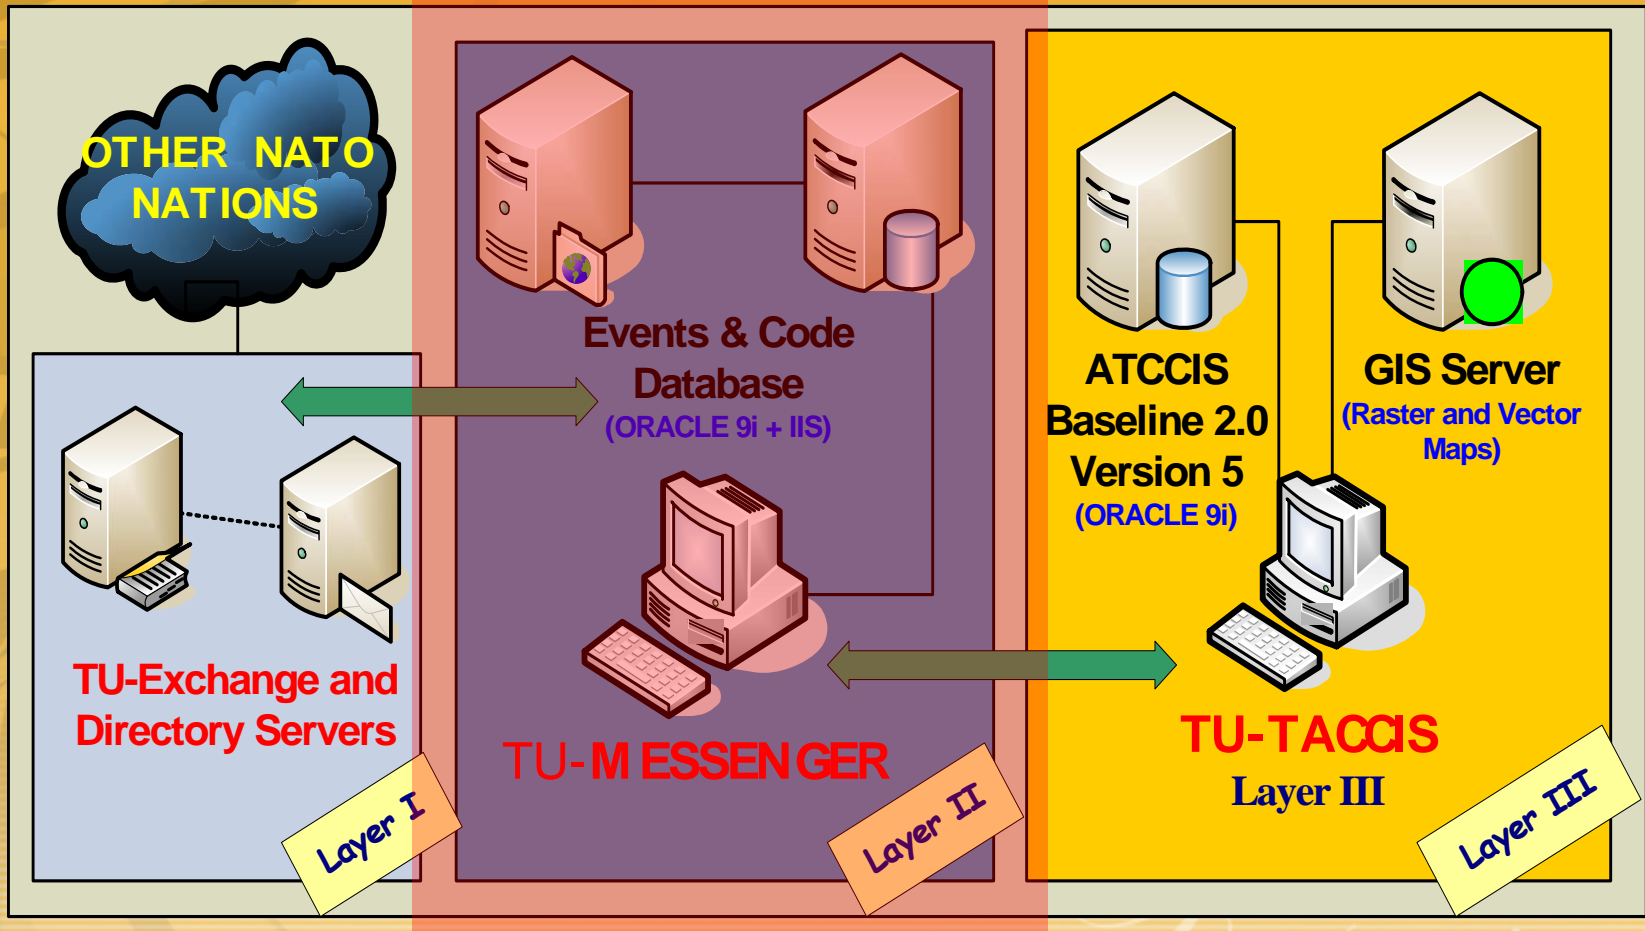 OTHER NATO
NATIONS
TU-Exchange and
Directory Servers
Layer I
Events & Code
Database
(ORACLE 9i + IIS)
TU-MESSENGER
Layer II
ATCCIS
Baseline 2.0
Version 5
(ORACLE 9i)
GIS Server
(Raster and Vector
Maps)
TU-TACCIS
Layer III
Layer III